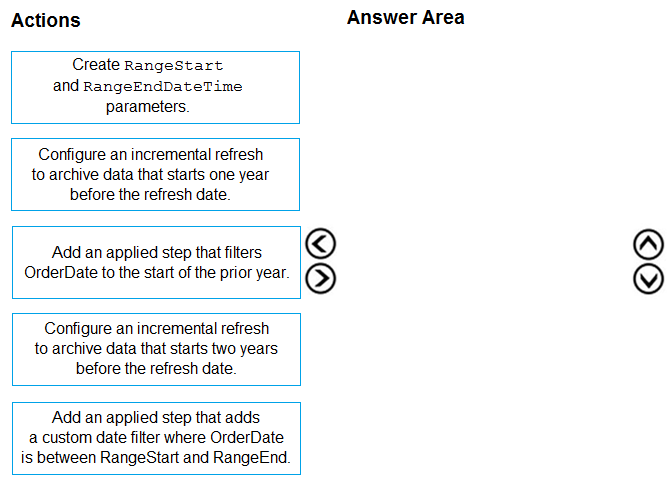 Actions
Answer Area
Create RangeStart
and RangeEndDateTime
parameters.
Configure an incremental refresh
to archive data that starts one year
before the refresh date.
Add an applied step that filters
OrderDate to the start of the prior year.
Configure an incremental refresh
to archive data that starts two years
before the refresh date.
Add an applied step that adds
a custom date filter where OrderDate
is between RangeStart and RangeEnd.